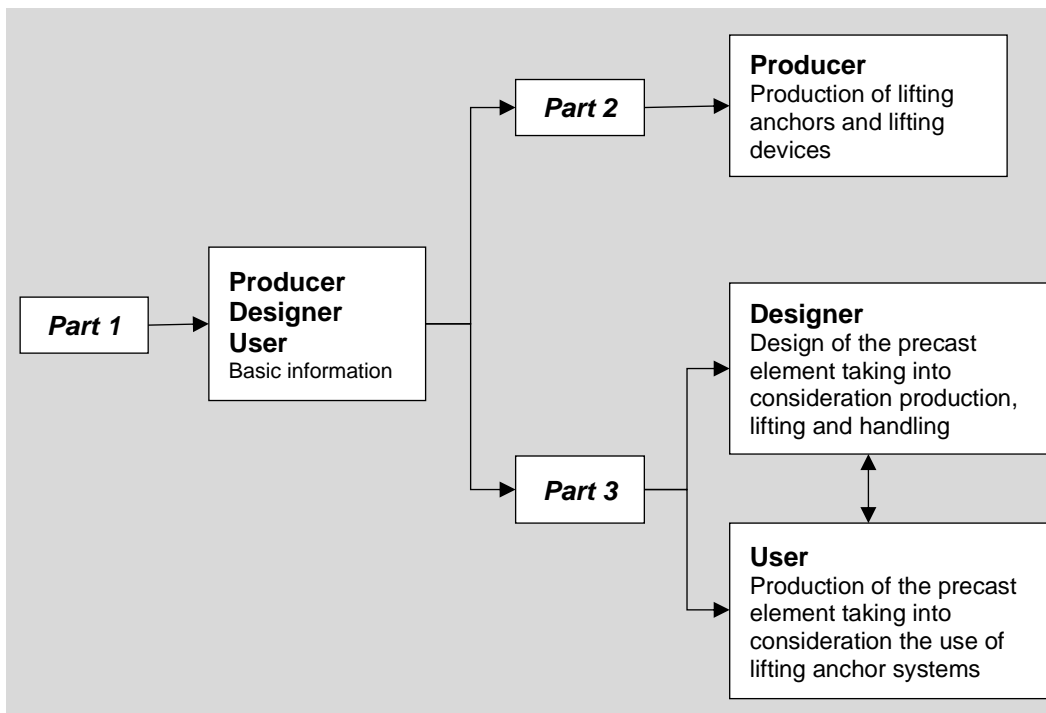 Part 1
Producer
Designer
User
Basic information
Part 2
Producer
Production of lifting
anchors and lifting
devices
Part 3
Designer
Design of the precast
element taking into
consideration production,
lifting and handling
User
Production of the precast
element taking into
consideration the use of
lifting anchor systems